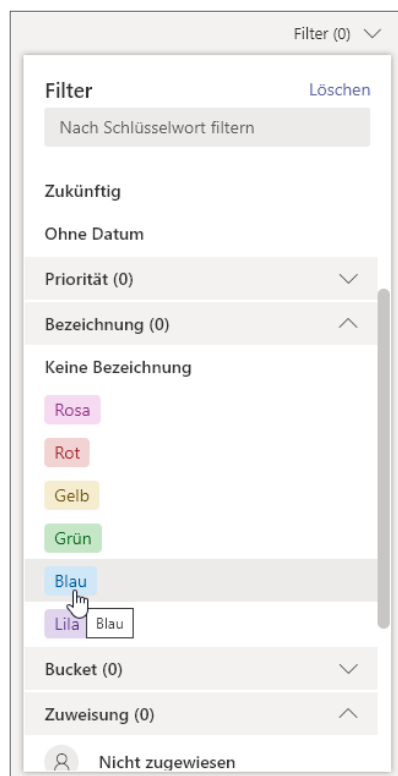 Filter (0)
Filter Löschen
Nach Schlüsselwort filtern
Zukünftig
Ohne Datum
Priorität (0)
Bezeichnung (0)
Keine Bezeichnung
Rosa
Rot
Gelb
Grün
Blau
Lila Blau
Bucket (0)
Zuweisung (0)
Nicht zugewiesen